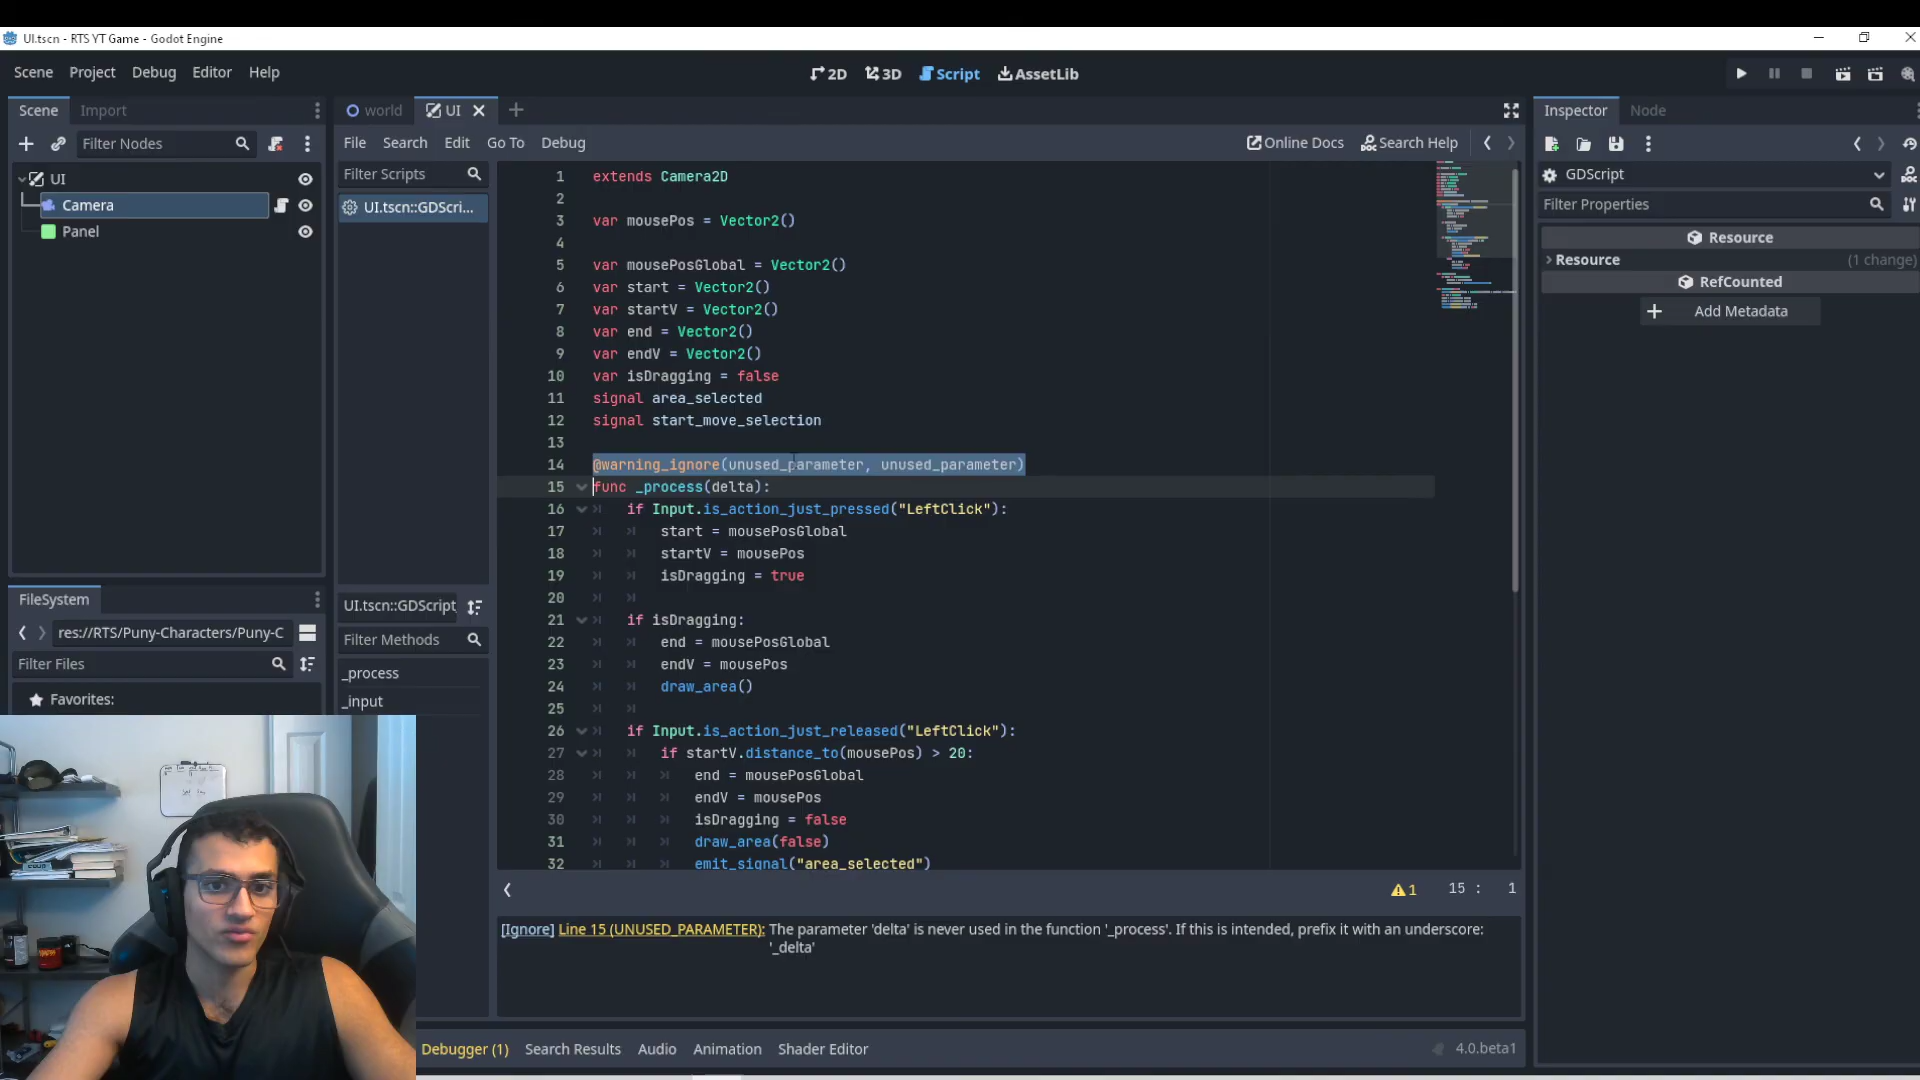 UI.tscn - RTS YT Game - Godot Engine
Scene Project Debug Editor Help
2D 3D Script AssetLib
Scene Import
Filter Nodes
UI
Camera
Panel
world UI
File Search Edit Go To Debug
Online Docs Search Help
Filter Scripts
UI.tscn::GDScri...
UI.tscn::GDScript
Filter Methods
_process
_input
1 extends Camera2D
2
3 var mousePos = Vector2()
4
5 var mousePosGlobal = Vector2()
6 var start = Vector2()
7 var startV = Vector2()
8 var end = Vector2()
9 var endV = Vector2()
10 var isDragging = false
11 signal area_selected
12 signal start_move_selection
13
14 @warning_ignore(unused_parameter, unused_parameter)
15 func _process(delta):
16 if Input.is_action_just_pressed("LeftClick"):
17 start = mousePosGlobal
18 startV = mousePos
19 isDragging = true
20
21 if isDragging:
22 end = mousePosGlobal
23 endV = mousePos
24 draw_area()
25
26 if Input.is_action_just_released("LeftClick"):
27 if startV.distance_to(mousePos) > 20:
28 end = mousePosGlobal
29 endV = mousePos
30 isDragging = false
31 draw_area(false)
32 emit_signal("area_selected")
1 15 : 1
[Ignore] Line 15 (UNUSED_PARAMETER): The parameter 'delta' is never used in the function '_process'. If this is intended, prefix it with an underscore:
'_delta'
Debugger (1) Search Results Audio Animation Shader Editor
4.0.beta1
FileSystem
res://RTS/Puny-Characters/Puny-C
Filter Files
Favorites:
Inspector Node
GDScript
Filter Properties
Resource
Resource (1 change)
RefCounted
Add Metadata